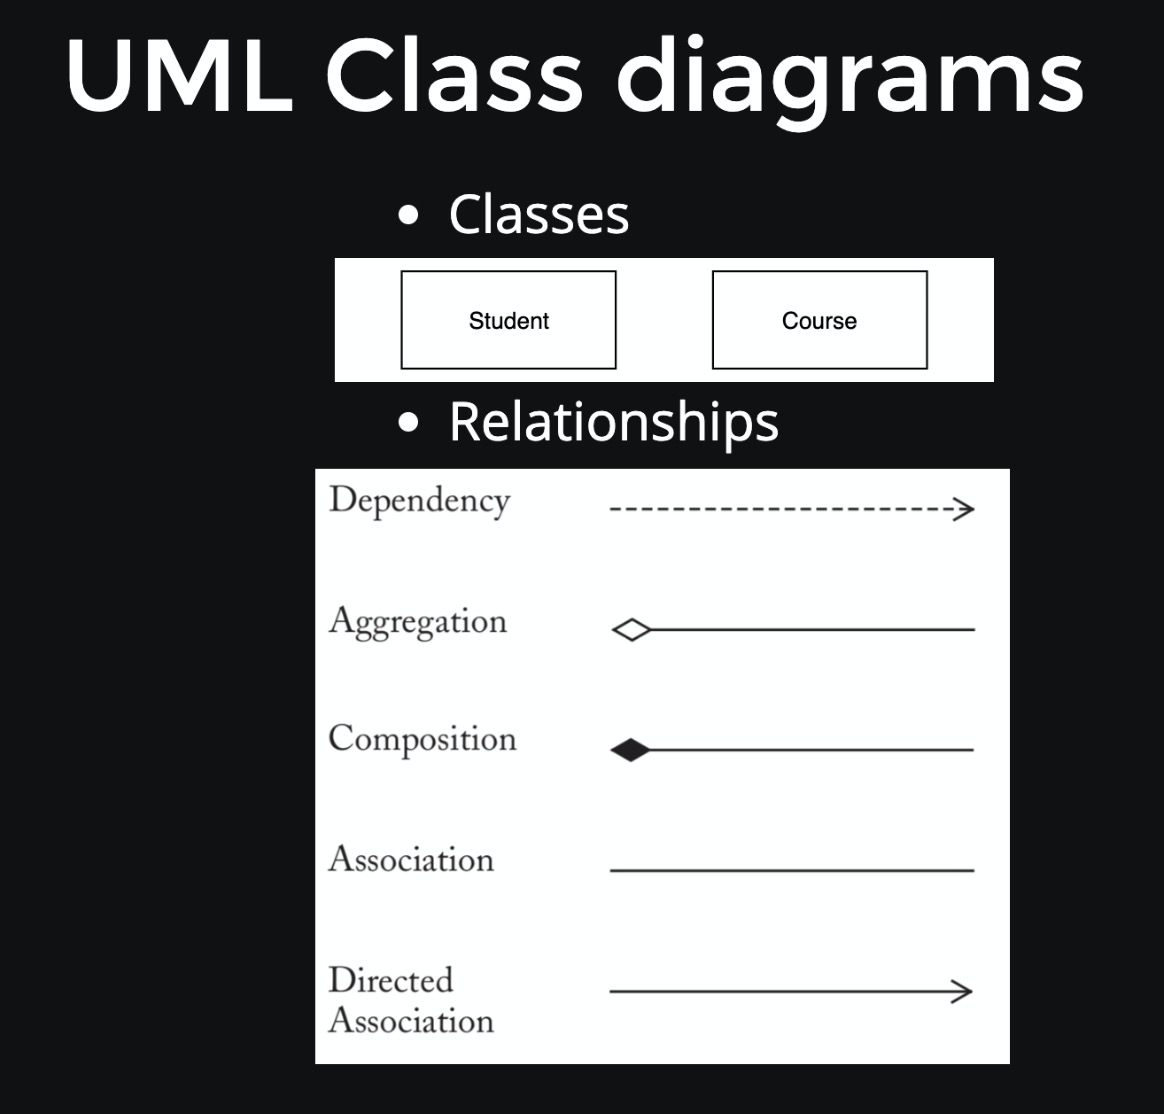 UML Class diagrams
• Classes
Student Course
• Relationships
Dependency
Aggregation
Composition
Association
Directed
Association